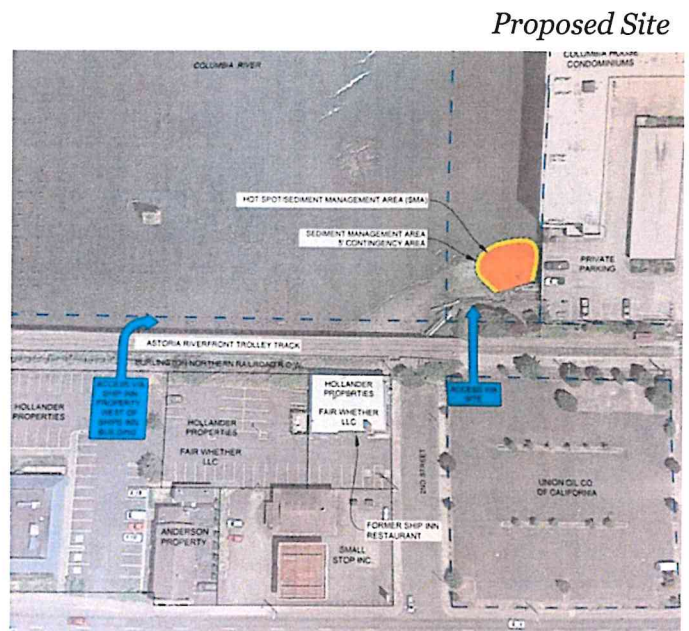 Proposed Site
COLUMBIA RIVER
COLUMBIA HOUSE
CONDOMINIUMS
HOT SPOT/SEDIMENT MANAGEMENT AREA (SMA)
SEDIMENT MANAGEMENT AREA
5' CONTINGENCY AREA
PRIVATE
PARKING
ASTORIA RIVERFRONT TROLLEY TRACK
BURLINGTON NORTHERN RAILROAD R.O.W.
ACCESS VIA
SHIP INN
PROPERTY
WEST OF
SHIPS INN
BUILDING
ACCESS VIA
SITE
HOLLANDER
PROPERTIES
HOLLANDER
PROPERTIES
FAIR WHETHER
LLC
HOLLANDER
PROPERTIES
FAIR WHETHER
LLC
2ND STREET
UNION OIL CO.
OF CALIFORNIA
FORMER SHIP INN
RESTAURANT
ANDERSON
PROPERTY
SMALL
STOP INC.